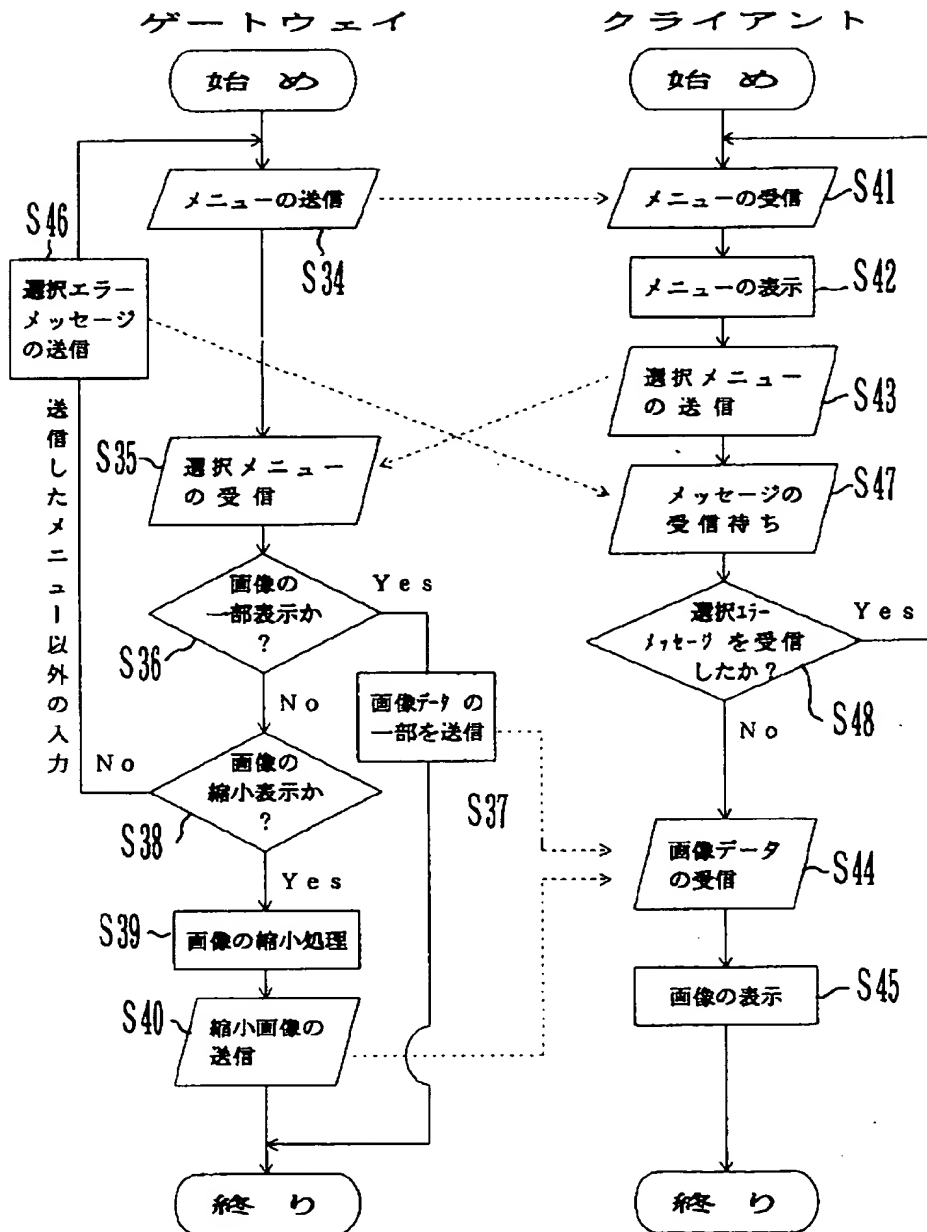 ゲートウェイ
始め
メニューの送信
S34
S46
選択エラー
メッセージ
の送信
送信したメニュー以外の入力
S35
選択メニュー
の受信
画像の
一部表示か
?
Yes
S36
No
画像データの
一部を送信
S37
画像の
縮小表示か
?
No
S38
Yes
S39
画像の縮小処理
S40
縮小画像の
送信
終り
クライアント
始め
メニューの受信
S41
メニューの表示
S42
選択メニュー
の送信
S43
メッセージの
受信待ち
S47
選択エラー
メッセージを受信
したか?
Yes
S48
No
画像データ
の受信
S44
画像の表示
S45
終り